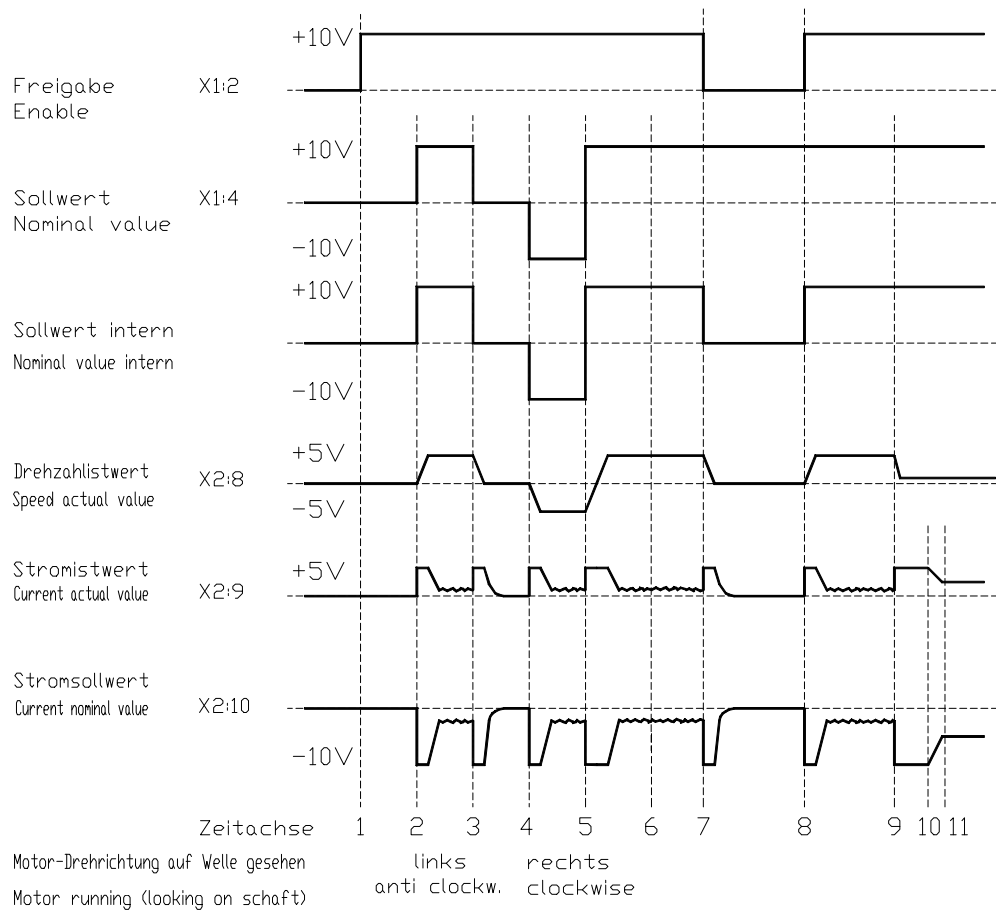 +10V
Freigabe X1:2
Enable
+10V
Sollwert X1:4
Nominal value
-10V
+10V
Sollwert intern
Nominal value intern
-10V
+5V
Drehzahlistwert X2:8
Speed actual value
-5V
Stromistwert +5V
Current actual value X2:9
Stromsollwert
Current nominal value X2:10
-10V
Zeitachse 1 2 3 4 5 6 7 8 9 10 11
Motor-Drehrichtung auf Welle gesehen links rechts
anti clockw. clockwise
Motor running (looking on schaft)